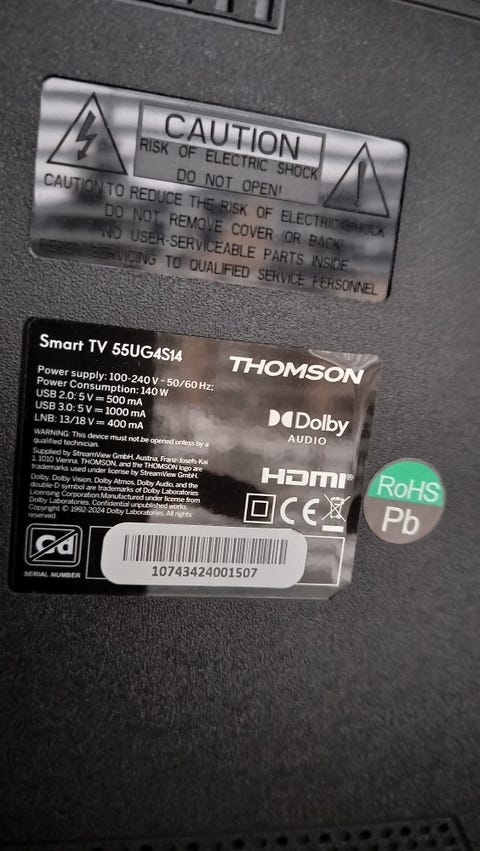 CAUTION
RISK OF ELECTRIC SHOCK
DO NOT OPEN!
CAUTION TO REDUCE THE RISK OF ELECTRIC SHOCK
DO NOT REMOVE COVER (OR BACK)
NO USER-SERVICEABLE PARTS INSIDE
REFER SERVICING TO QUALIFIED SERVICE PERSONNEL
Smart TV 55UG4S14
THOMSON
Power supply: 100-240 V ~ 50/60 Hz;
Power Consumption: 140 W
USB 2.0: 5 V ⎓ 500 mA
USB 3.0: 5 V ⎓ 1000 mA
LNB: 13/18 V ⎓ 400 mA
Dolby
AUDIO
WARNING: This device must not be opened unless by a
qualified technician.
Supplied by StreamView GmbH, Austria, Franz-Josefs-Kai
1, 1010 Vienna. THOMSON, and the THOMSON logo are
trademarks used under license by StreamView GmbH.
Dolby, Dolby Vision, Dolby Atmos, Dolby Audio, and the
double-D symbol are trademarks of Dolby Laboratories
Licensing Corporation.Manufactured under license from
Dolby Laboratories. Confidential unpublished works.
Copyright © 1992-2024 Dolby Laboratories. All rights
reserved.
HDMI®
CE
RoHS
Pb
Cd
SERIAL NUMBER
10743424001507